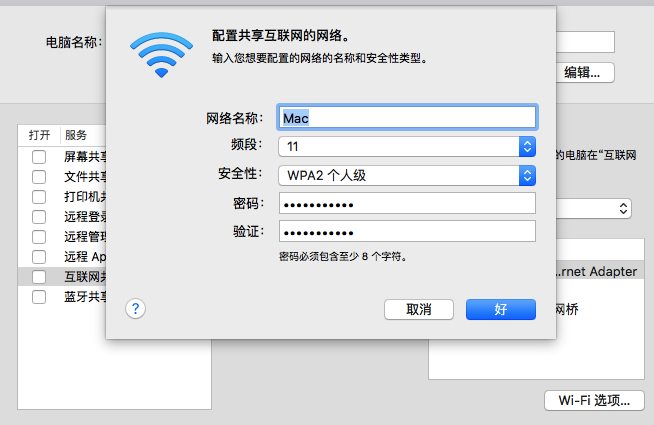 电脑名称：
编辑...
打开 服务
屏幕共享
文件共享
打印机共
远程登录
远程管理
远程 Ap
互联网共
蓝牙共享
的电脑在“互联网
...rnet Adapter
网桥
Wi-Fi 选项...
配置共享互联网的网络。
输入您想要配置的网络的名称和安全性类型。
网络名称： Mac
频段： 11
安全性： WPA2 个人级
密码： •••••••••••
验证： •••••••••••
密码必须包含至少 8 个字符。
?
取消
好